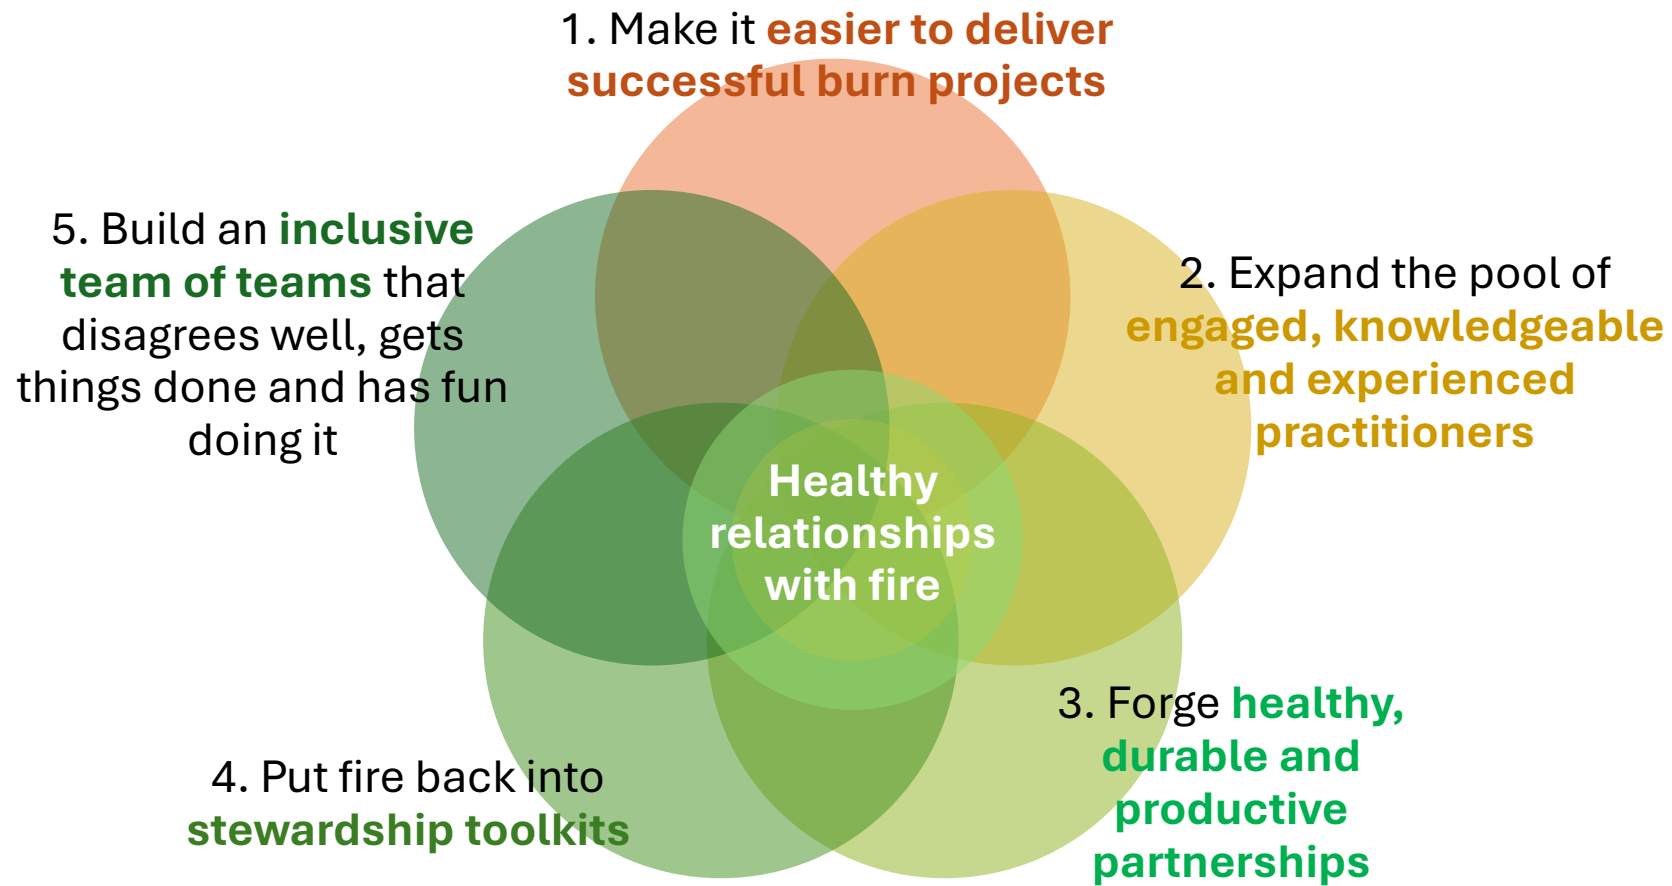 1. Make it easier to deliver
successful burn projects
2. Expand the pool of
engaged, knowledgeable
and experienced
practitioners
3. Forge healthy,
durable and
productive
partnerships
4. Put fire back into
stewardship toolkits
5. Build an inclusive
team of teams that
disagrees well, gets
things done and has fun
doing it
Healthy
relationships
with fire